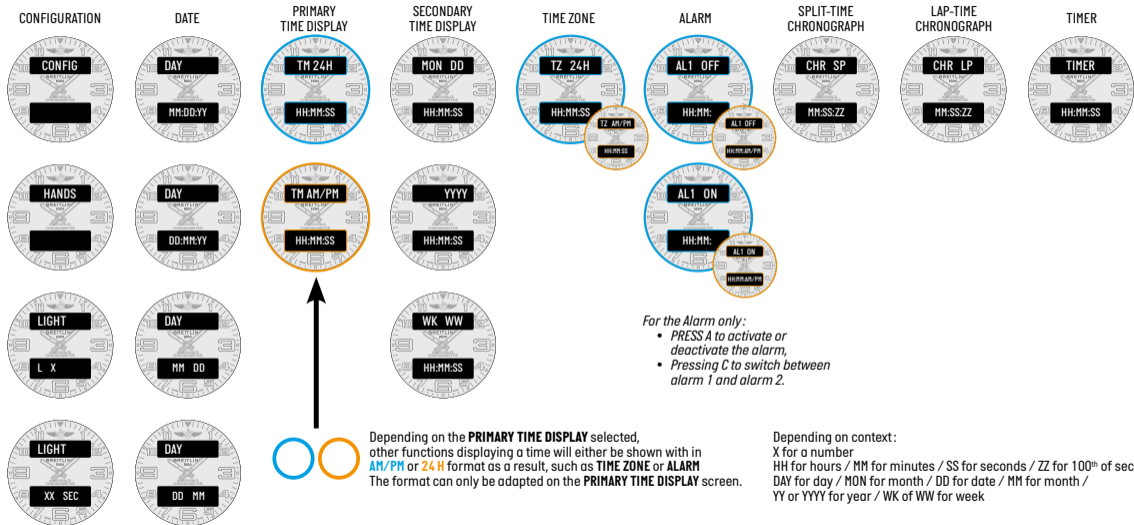 CONFIGURATION
DATE
PRIMARY
TIME DISPLAY
SECONDARY
TIME DISPLAY
TIME ZONE
ALARM
SPLIT-TIME
CHRONOGRAPH
LAP-TIME
CHRONOGRAPH
TIMER
CONFIG
DAY
MM:DD:YY
TM 24H
HH:MM:SS
MON DD
HH:MM:SS
TZ 24H
HH:MM:SS
TZ AM/PM
HH:MM:SS
AL1 OFF
HH:MM:
AL1 OFF
HH:MM:AM/PM
CHR SP
MM:SS:ZZ
CHR LP
MM:SS:ZZ
TIMER
HH:MM:SS
HANDS
DAY
DD:MM:YY
TM AM/PM
HH:MM:SS
YYYY
HH:MM:SS
AL1 ON
HH:MM:
AL1 ON
HH:MM:AM/PM
LIGHT
L X
DAY
MM DD
WK WW
HH:MM:SS
For the Alarm only:
• PRESS A to activate or
deactivate the alarm,
• Pressing C to switch between
alarm 1 and alarm 2.
LIGHT
XX SEC
DAY
DD MM
Depending on the PRIMARY TIME DISPLAY selected,
other functions displaying a time will either be shown with in
AM/PM or 24 H format as a result, such as TIME ZONE or ALARM
The format can only be adapted on the PRIMARY TIME DISPLAY screen.
Depending on context:
X for a number
HH for hours / MM for minutes / SS for seconds / ZZ for 100th of sec
DAY for day / MON for month / DD for date / MM for month /
YY or YYYY for year / WK of WW for week